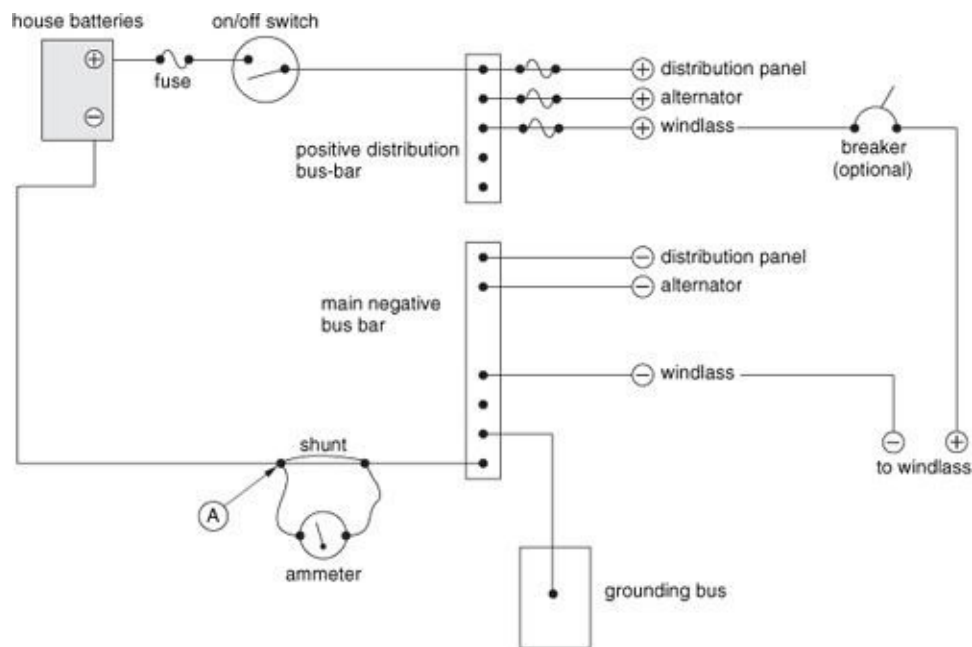 house batteries
on/off switch
+
fuse
−
+ distribution panel
+ alternator
+ windlass
positive distribution
bus-bar
breaker
(optional)
− distribution panel
− alternator
main negative
bus bar
− windlass
shunt
− +
to windlass
A
ammeter
grounding bus